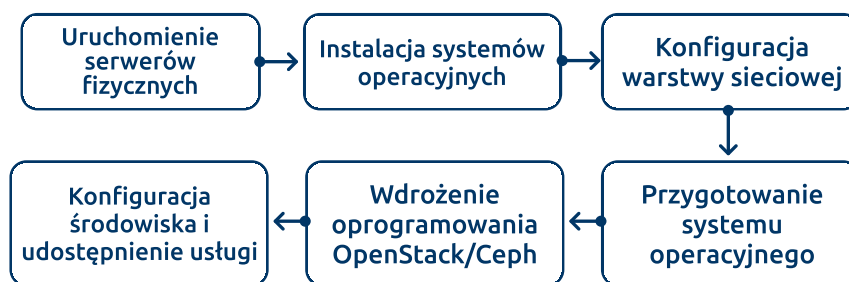 Uruchomienie
serwerów
fizycznych
Instalacja systemów
operacyjnych
Konfiguracja
warstwy sieciowej
Przygotowanie
systemu
operacyjnego
Wdrożenie
oprogramowania
OpenStack/Ceph
Konfiguracja
środowiska i
udostępnienie usługi